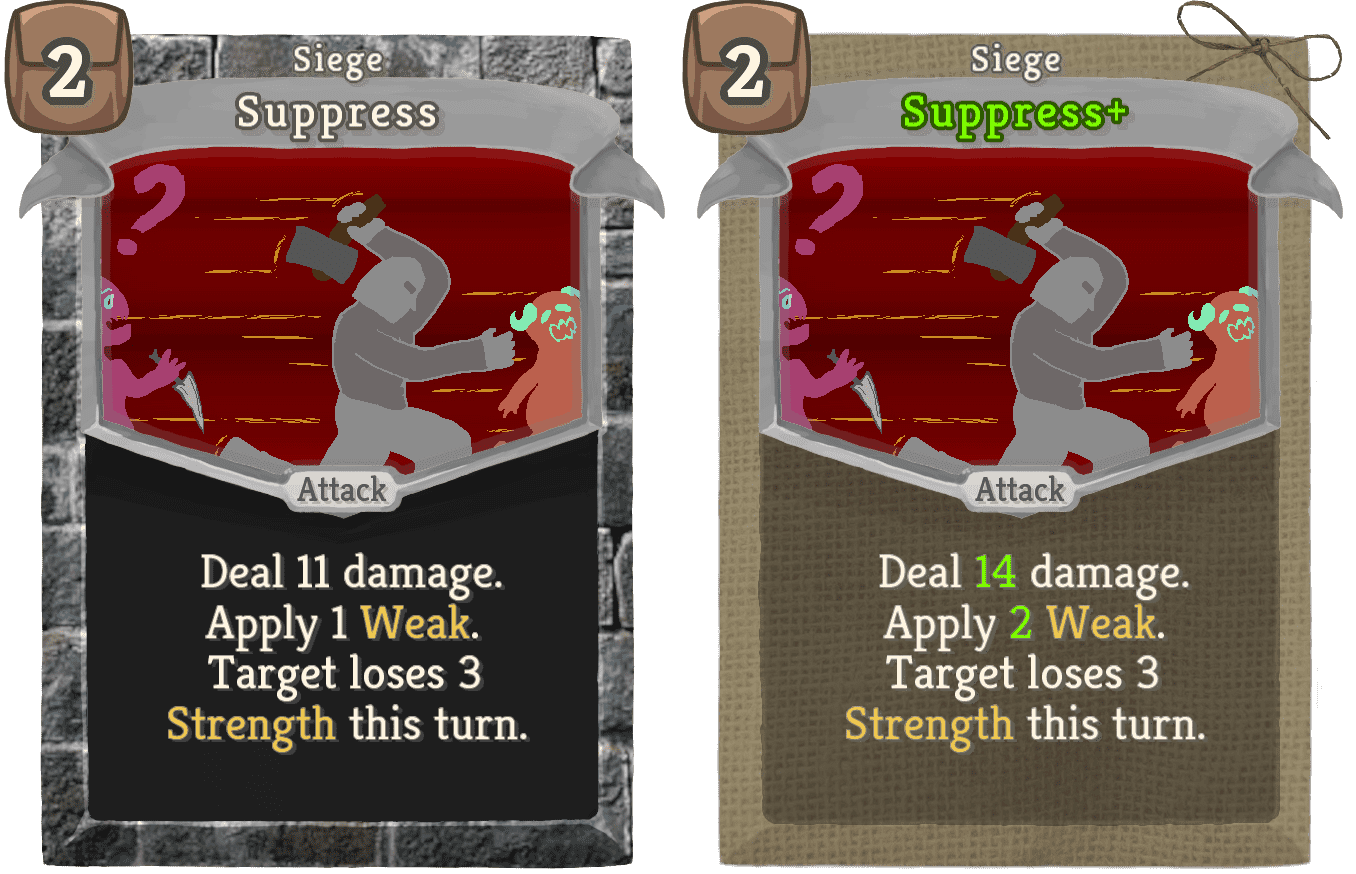 2
Siege
Suppress
?
Attack
Deal 11 damage.
Apply 1 Weak.
Target loses 3
Strength this turn.
2
Siege
Suppress+
?
Attack
Deal 14 damage.
Apply 2 Weak.
Target loses 3
Strength this turn.